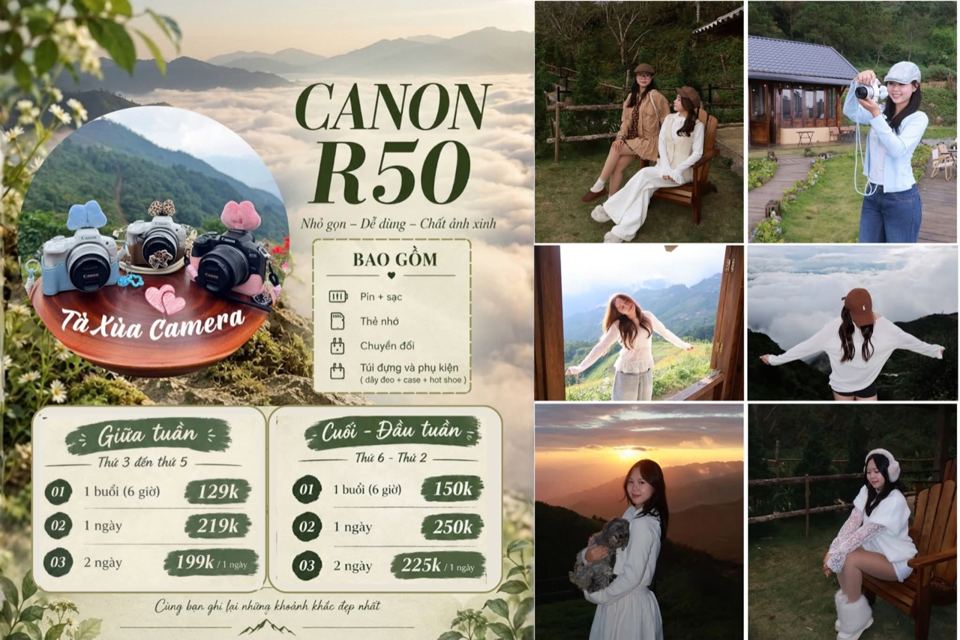 CANON
R50
Nhỏ gọn – Dễ dùng – Chất ảnh xinh
Tà Xùa Camera
BAO GỒM
Pin + sạc
Thẻ nhớ
Chuyển đổi
Túi đựng và phụ kiện
( dây đeo + case + hot shoe )
Giữa tuần
Thứ 3 đến thứ 5
01 1 buổi (6 giờ) 129k
02 1 ngày 219k
03 2 ngày 199k / 1 ngày
Cuối - Đầu tuần
Thứ 6 - Thứ 2
01 1 buổi (6 giờ) 150k
02 1 ngày 250k
03 2 ngày 225k / 1 ngày
Cùng bạn ghi lại những khoảnh khắc đẹp nhất